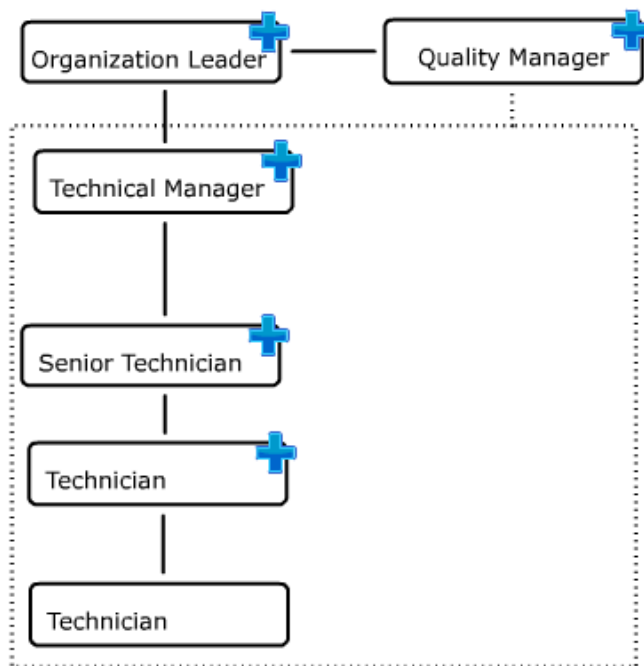 Organization Leader
Quality Manager
Technical Manager
Senior Technician
Technician
Technician